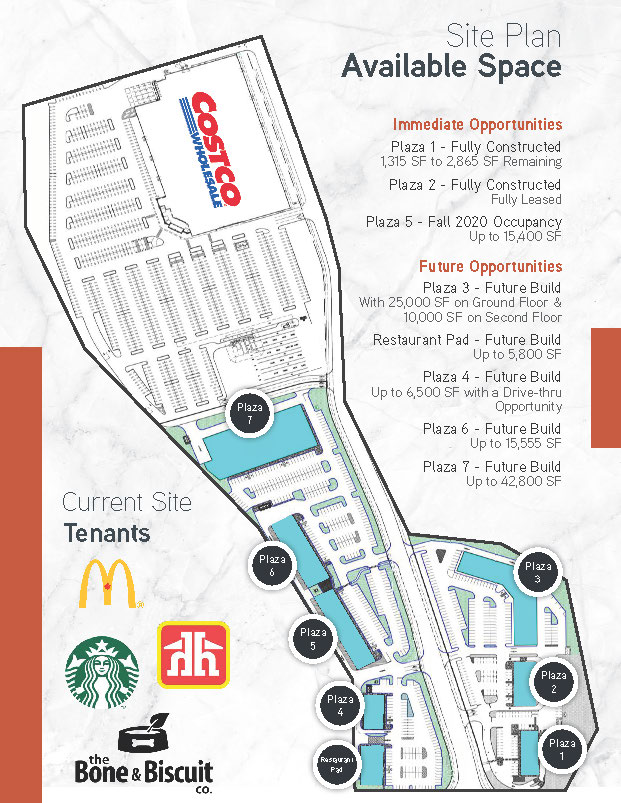 Site Plan
Available Space
Immediate Opportunities
Plaza 1 - Fully Constructed
1,315 SF to 2,865 SF Remaining
Plaza 2 - Fully Constructed
Fully Leased
Plaza 5 - Fall 2020 Occupancy
Up to 15,400 SF
Future Opportunities
Plaza 3 - Future Build
With 25,000 SF on Ground Floor &
10,000 SF on Second Floor
Restaurant Pad - Future Build
Up to 5,800 SF
Plaza 4 - Future Build
Up to 6,500 SF with a Drive-thru
Opportunity
Plaza 6 - Future Build
Up to 15,555 SF
Plaza 7 - Future Build
Up to 42,800 SF
COSTCO
WHOLESALE
Plaza
7
Plaza
6
Plaza
5
Plaza
4
Restaurant
Pad
Plaza
3
Plaza
2
Plaza
1
Current Site
Tenants
the
Bone & Biscuit
co.